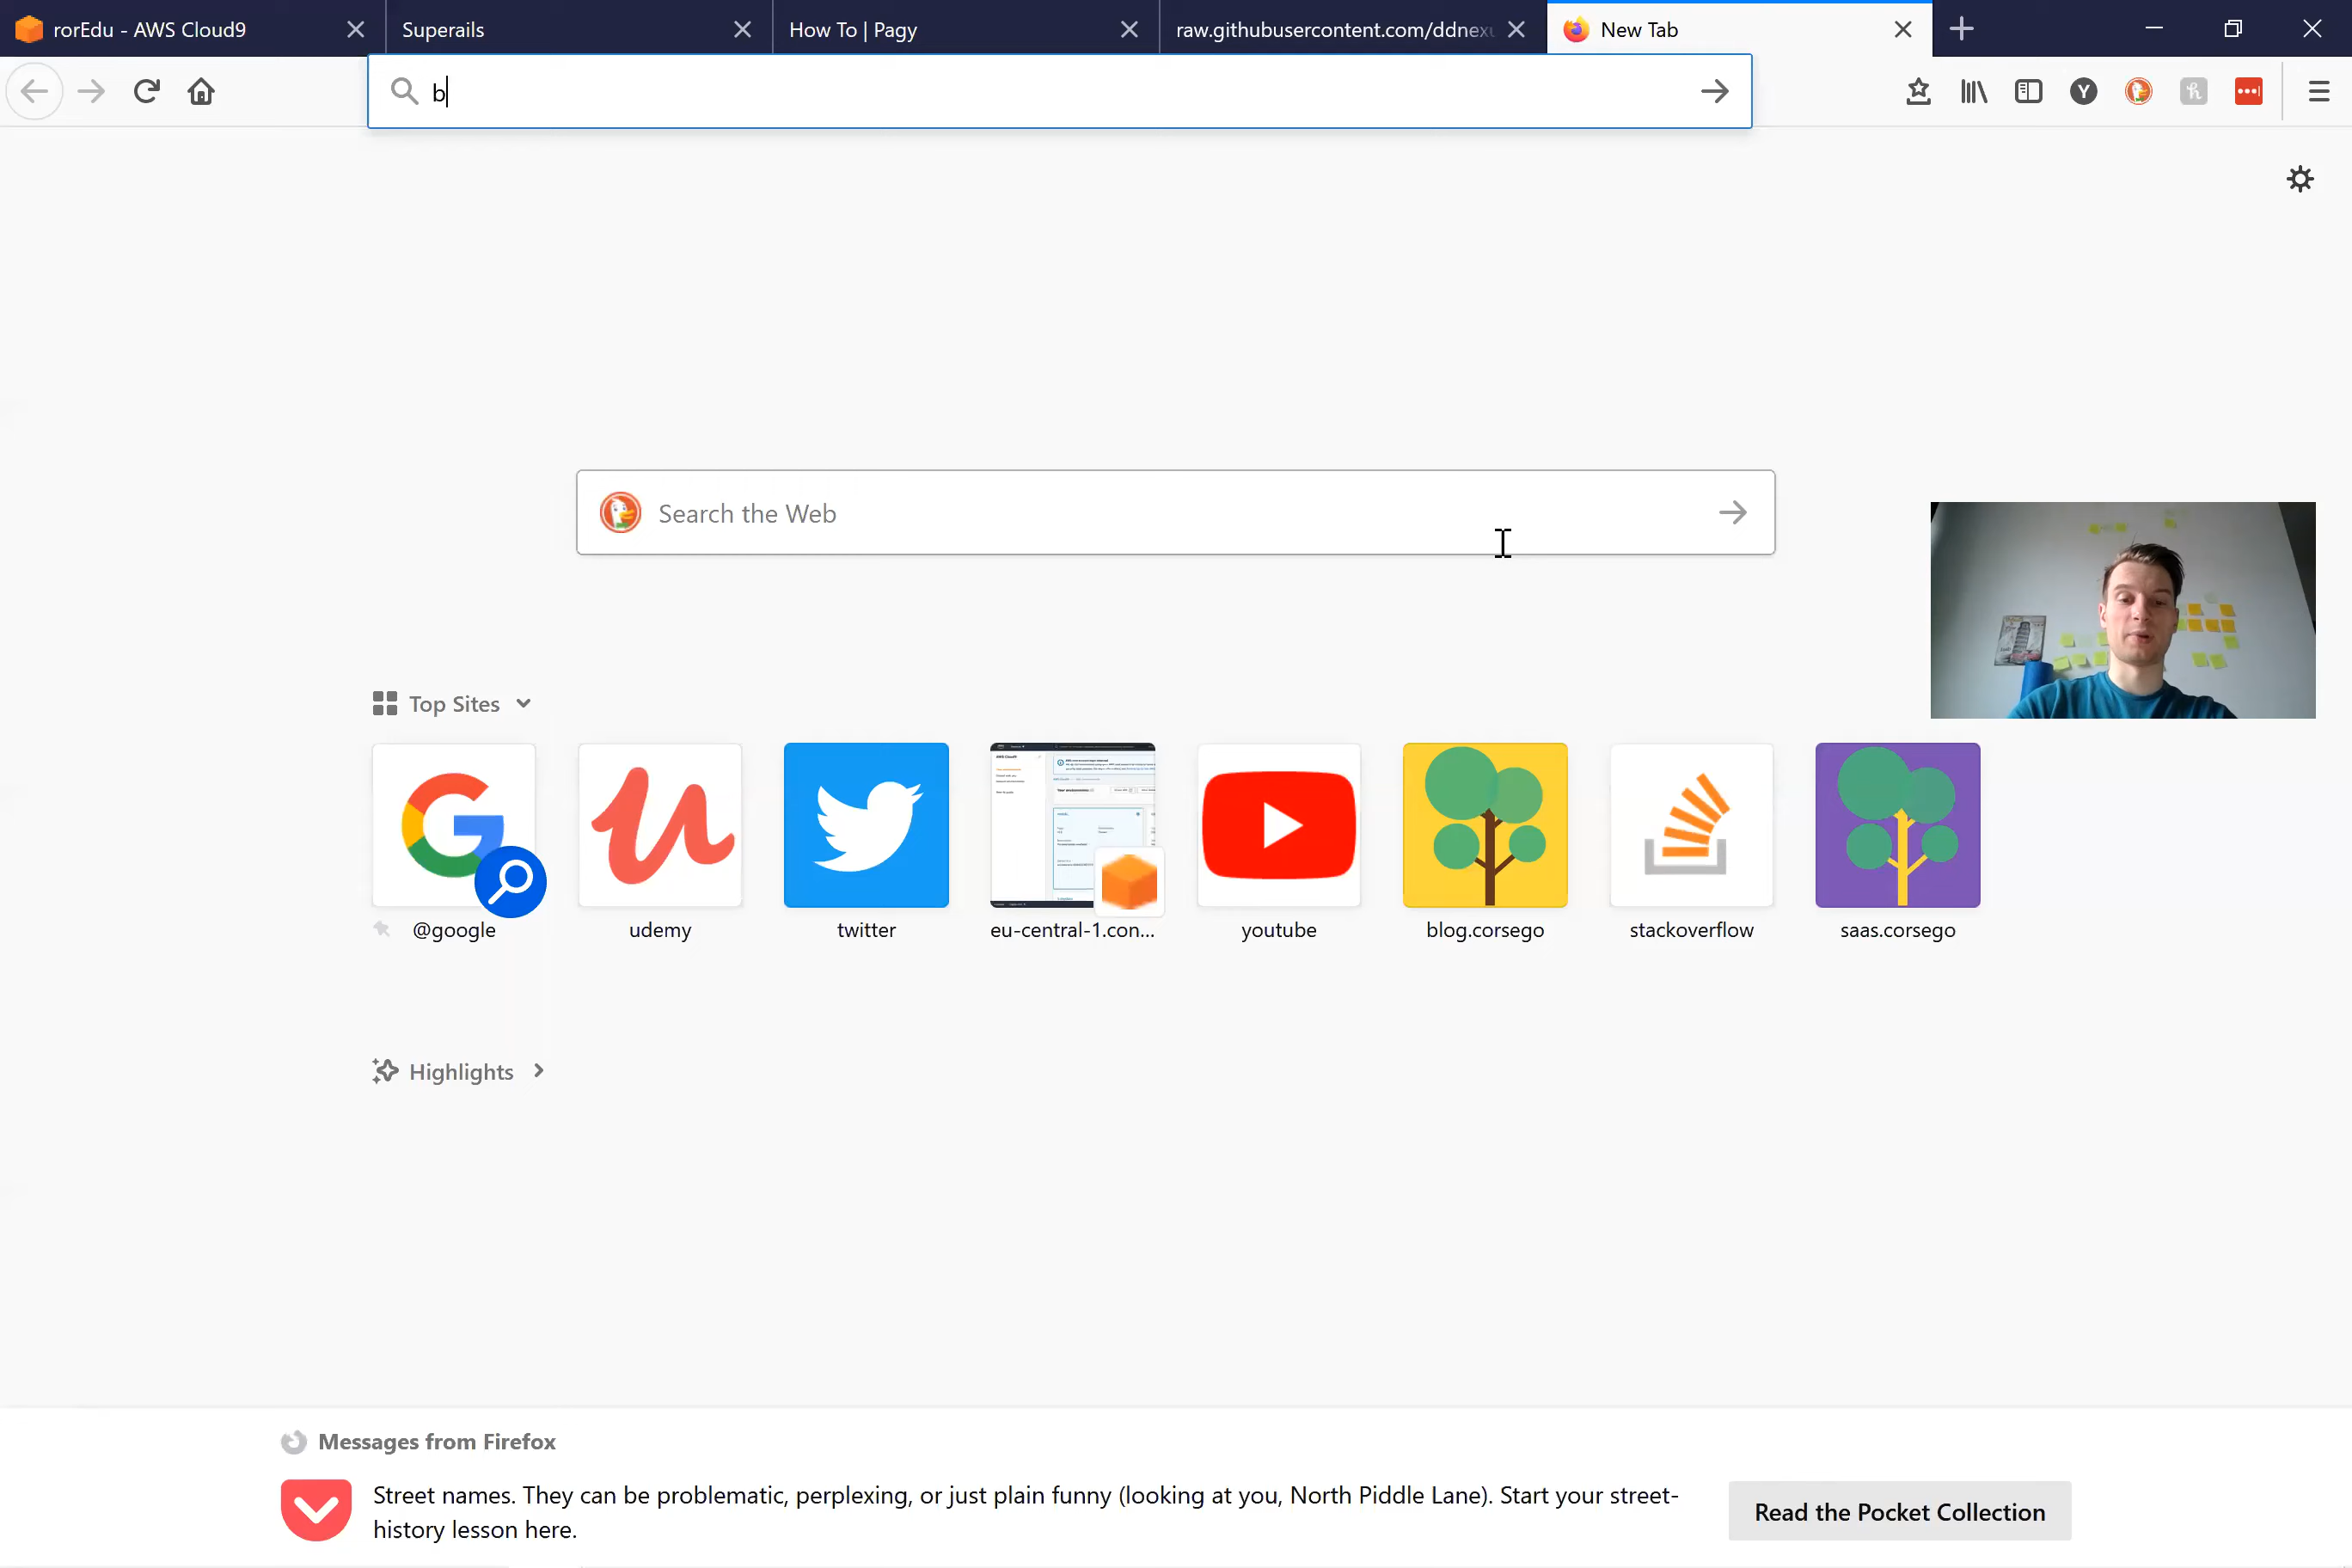 rorEdu - AWS Cloud9
Superails
How To | Pagy
raw.githubusercontent.com/ddnexu
New Tab
b
Y
Search the Web
Top Sites
@google
udemy
twitter
eu-central-1.con...
youtube
blog.corsego
stackoverflow
saas.corsego
Highlights
Messages from Firefox
Street names. They can be problematic, perplexing, or just plain funny (looking at you, North Piddle Lane). Start your street-
history lesson here.
Read the Pocket Collection